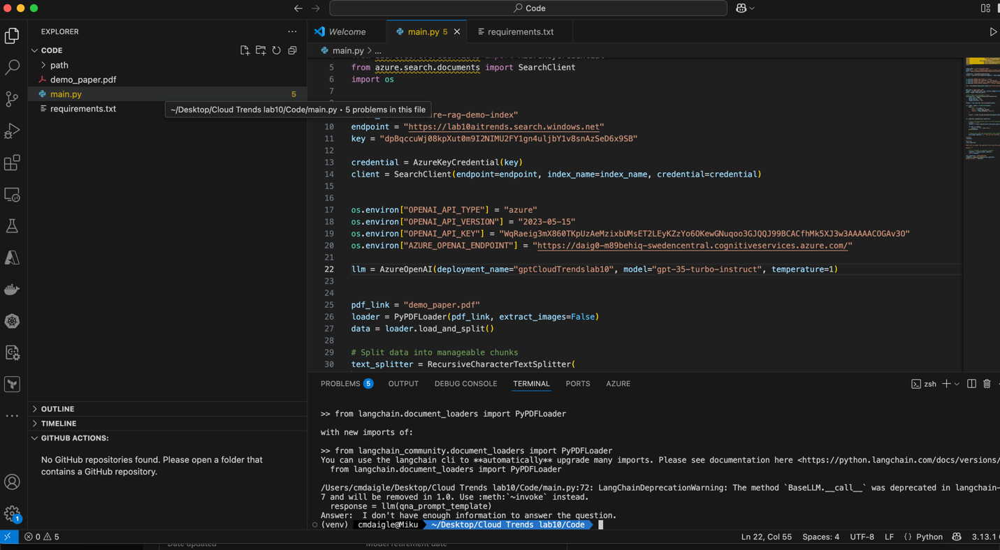 Code
EXPLORER
Welcome
main.py 5
requirements.txt
CODE
main.py > ...
path
demo_paper.pdf
main.py 5
requirements.txt
~/Desktop/Cloud Trends lab10/Code/main.py • 5 problems in this file
5 from azure.search.documents import SearchClient
6 import os
7
re-rag-demo-index"
10 endpoint = "https://lab10aitrends.search.windows.net"
11 key = "dpBqccuWj08kpXut0m9I2NIMU2FY1gn4uljbY1v8snAzSeD6x9SB"
12
13 credential = AzureKeyCredential(key)
14 client = SearchClient(endpoint=endpoint, index_name=index_name, credential=credential)
15
16
17 os.environ["OPENAI_API_TYPE"] = "azure"
18 os.environ["OPENAI_API_VERSION"] = "2023-05-15"
19 os.environ["OPENAI_API_KEY"] = "WqRaeig3mX860TKpUzAeMzixbUMsET2LEyKZzYo6OKewGNuqoo3GJQQJ99BCACfhMk5XJ3w3AAAAACOGAv3O"
20 os.environ["AZURE_OPENAI_ENDPOINT"] = "https://daig0-m89behiq-swedencentral.cognitiveservices.azure.com/"
21
22 llm = AzureOpenAI(deployment_name="gptCloudTrendslab10", model="gpt-35-turbo-instruct", temperature=1)
23
24
25 pdf_link = "demo_paper.pdf"
26 loader = PyPDFLoader(pdf_link, extract_images=False)
27 data = loader.load_and_split()
28
29 # Split data into manageable chunks
30 text_splitter = RecursiveCharacterTextSplitter(
PROBLEMS 5 OUTPUT DEBUG CONSOLE TERMINAL PORTS AZURE
zsh
>> from langchain.document_loaders import PyPDFLoader
with new imports of:
>> from langchain_community.document_loaders import PyPDFLoader
You can use the langchain cli to **automatically** upgrade many imports. Please see documentation here <https://python.langchain.com/docs/versions/
from langchain.document_loaders import PyPDFLoader
/Users/cmdaigle/Desktop/Cloud Trends lab10/Code/main.py:72: LangChainDeprecationWarning: The method `BaseLLM.__call__` was deprecated in langchain-
7 and will be removed in 1.0. Use :meth:`~invoke` instead.
response = llm(qna_prompt_template)
Answer: I don't have enough information to answer the question.
(venv) cmdaigle@Miku ~/Desktop/Cloud Trends lab10/Code
OUTLINE
TIMELINE
GITHUB ACTIONS:
No GitHub repositories found. Please open a folder that
contains a GitHub repository.
1
0 5
Ln 22, Col 55 Spaces: 4 UTF-8 LF {} Python 3.13.1
Date updated Model retirement date